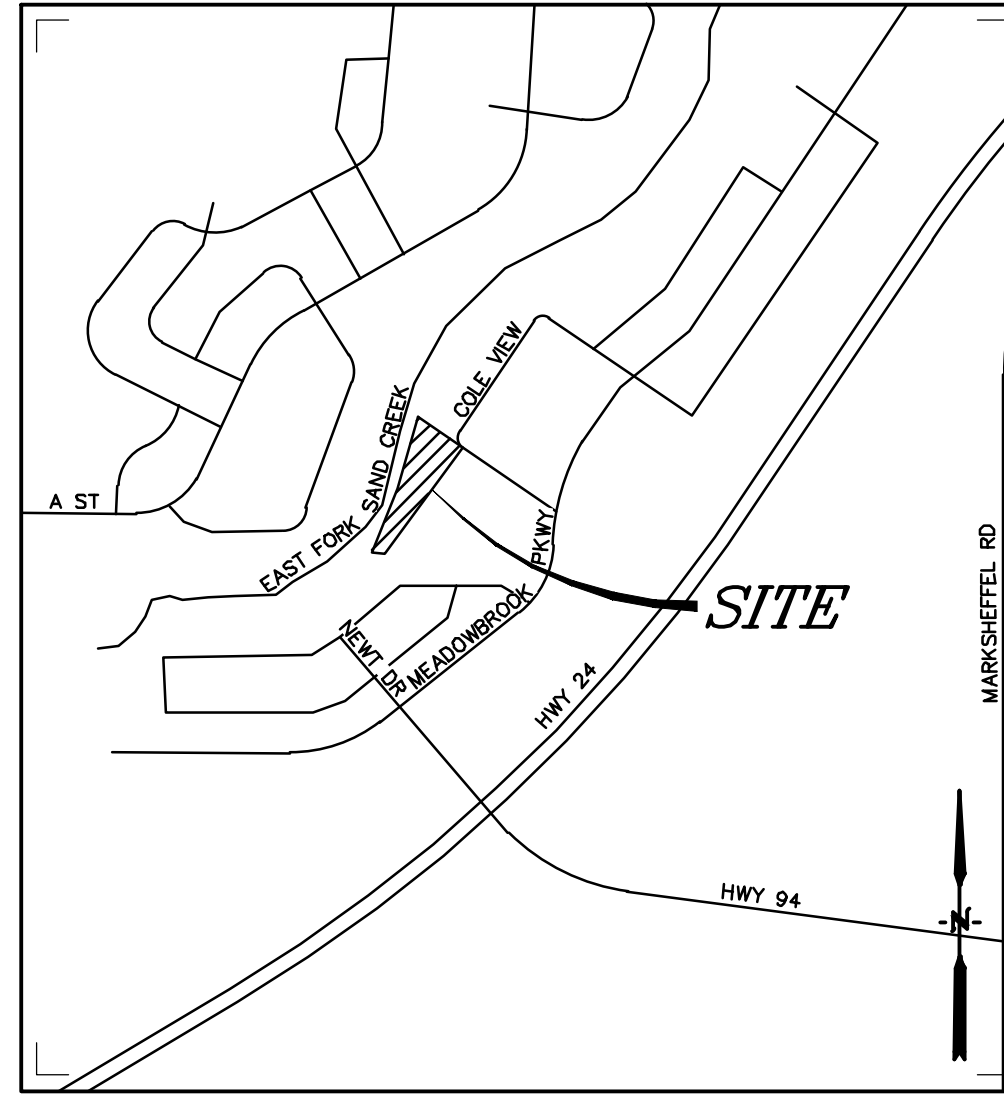 COLE VIEW
EAST FORK SAND CREEK
A ST
PKWY
MEADOWBROOK
NEWT DR
SITE
MARKSHEFFEL RD
HWY 24
HWY 94
-N-